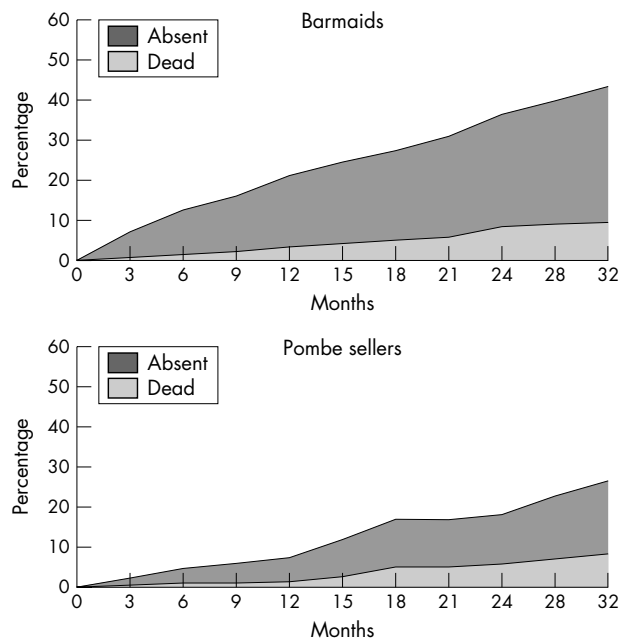 Barmaids
Absent
Dead
Percentage
60
50
40
30
20
10
0
0 3 6 9 12 15 18 21 24 28 32
Months
Pombe sellers
Absent
Dead
Percentage
60
50
40
30
20
10
0
0 3 6 9 12 15 18 21 24 28 32
Months